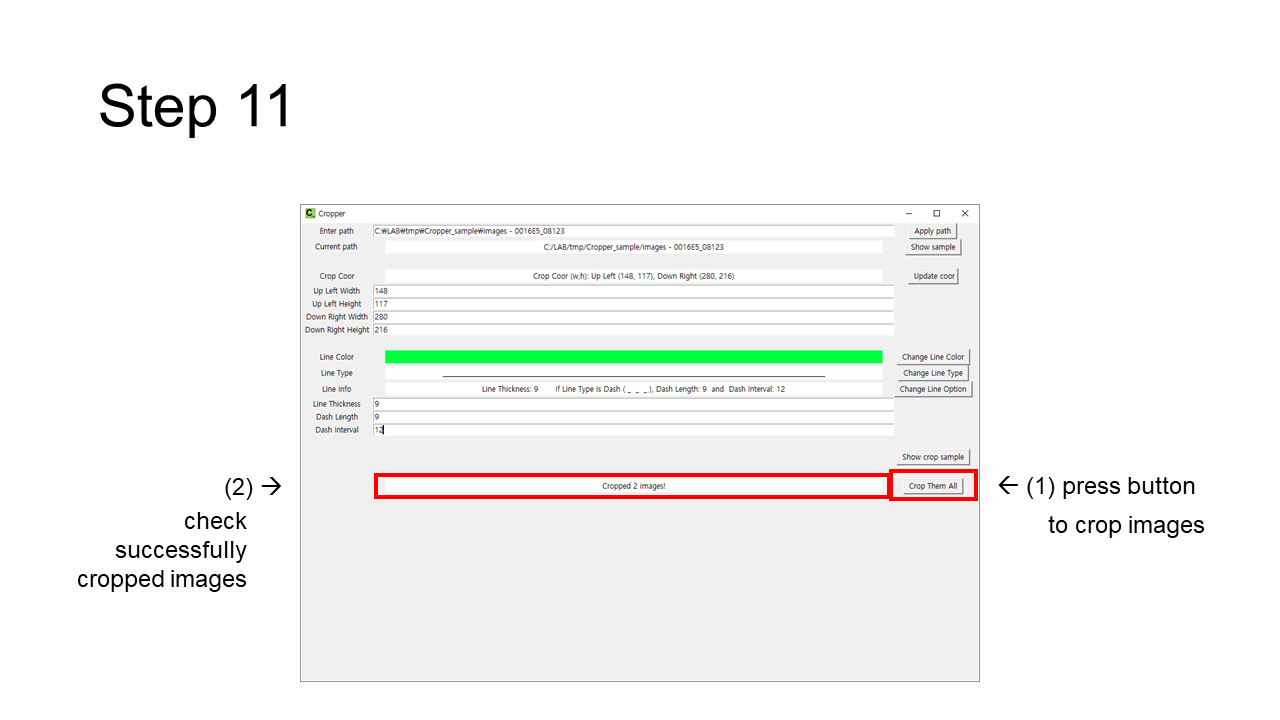 Step 11
C Cropper
Enter path C:₩LAB₩tmp₩Cropper_sample₩images - 0016E5_08123 Apply path
Current path C:/LAB/tmp/Cropper_sample/images - 0016E5_08123 Show sample
Crop Coor Crop Coor (w,h): Up Left (148, 117), Down Right (280, 216) Update coor
Up Left Width 148
Up Left Height 117
Down Right Width 280
Down Right Height 216
Line Color Change Line Color
Line Type Change Line Type
Line Info Line Thickness: 9 If Line Type is Dash ( _ _ _ ), Dash Length: 9 and Dash Interval: 12 Change Line Option
Line Thickness 9
Dash Length 9
Dash Interval 12
Show crop sample
Cropped 2 images! Crop Them All
(2) →
check
successfully
cropped images
← (1) press button
to crop images